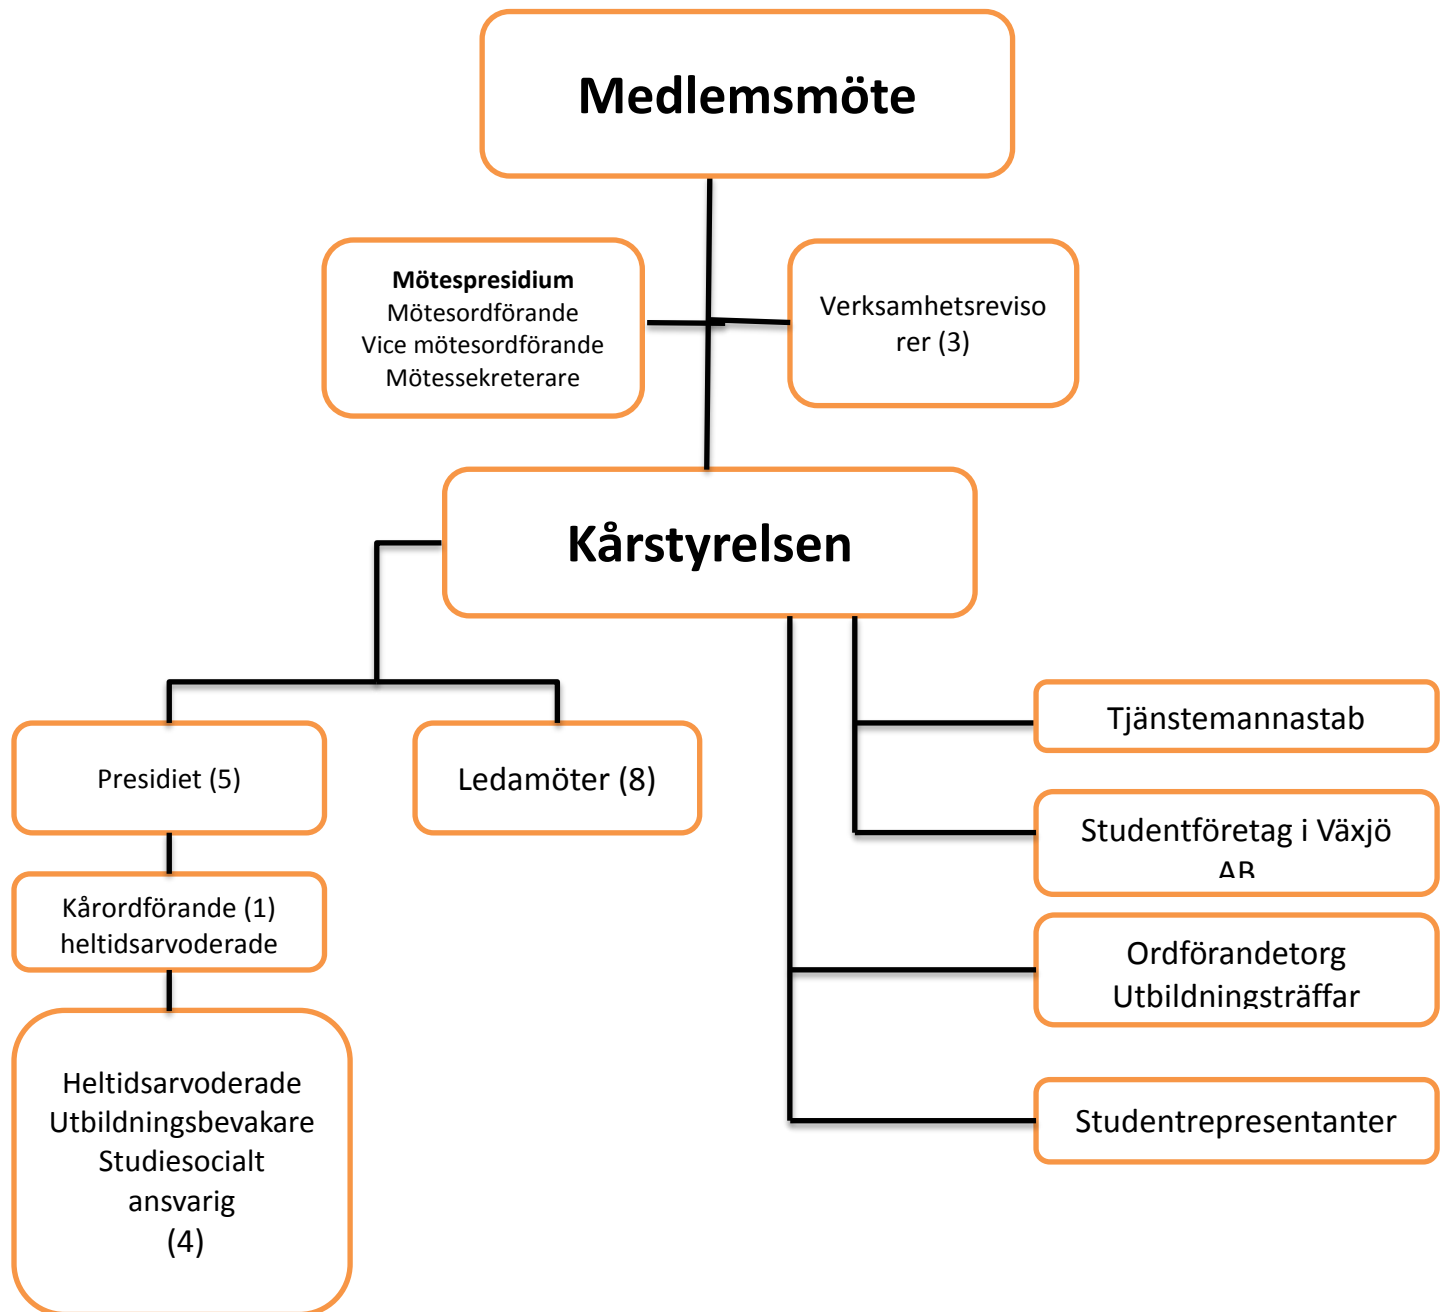 Medlemsmöte
Mötespresidium
Mötesordförande
Vice mötesordförande
Mötessekreterare
Verksamhetsreviso
rer (3)
Kårstyrelsen
Presidiet (5)
Ledamöter (8)
Kårordförande (1)
heltidsarvoderade
Heltidsarvoderade
Utbildningsbevakare
Studiesocialt
ansvarig
(4)
Tjänstemannastab
Studentföretag i Växjö
AB
Ordförandetorg
Utbildningsträffar
Studentrepresentanter